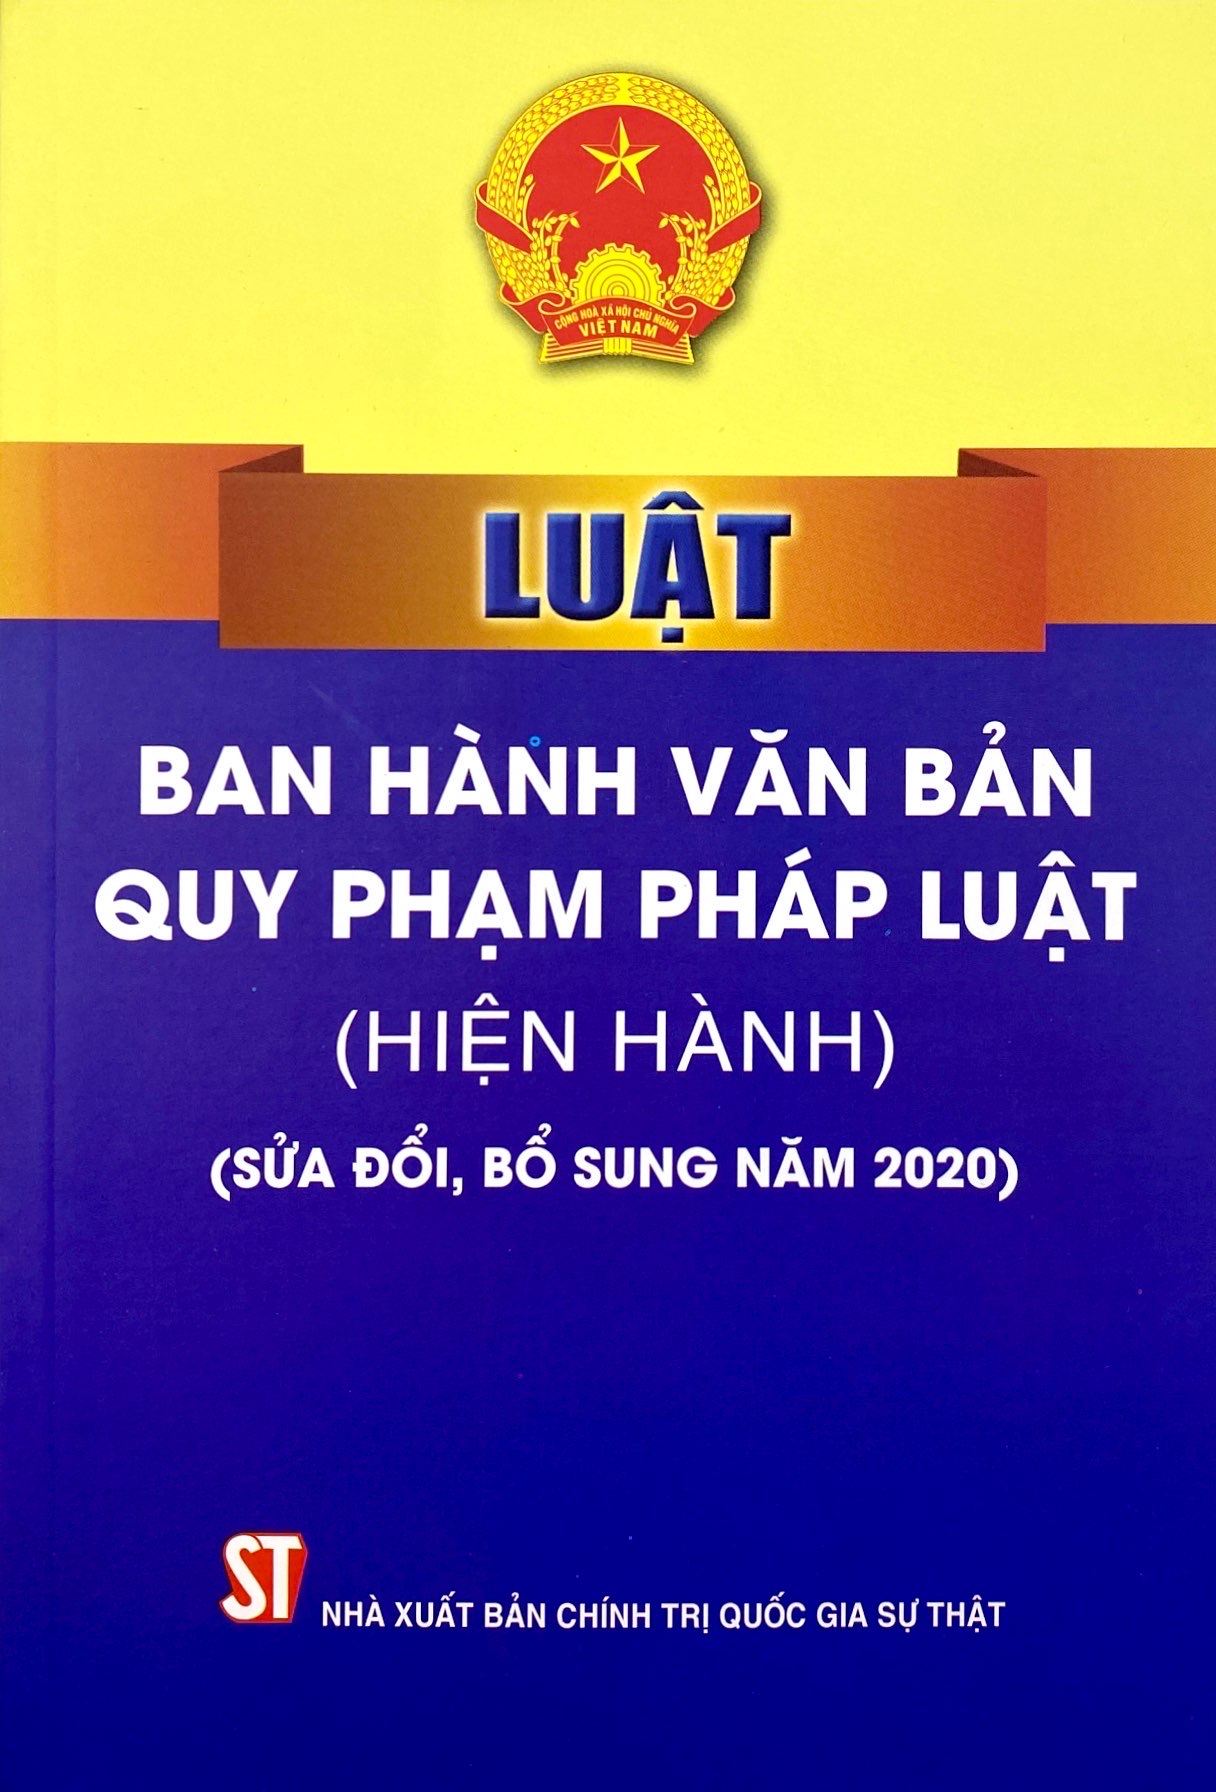 CỘNG HOÀ XÃ HỘI CHỦ NGHĨA
VIỆT NAM
LUẬT
BAN HÀNH VĂN BẢN
QUY PHẠM PHÁP LUẬT
(HIỆN HÀNH)
(SỬA ĐỔI, BỔ SUNG NĂM 2020)
ST
NHÀ XUẤT BẢN CHÍNH TRỊ QUỐC GIA SỰ THẬT